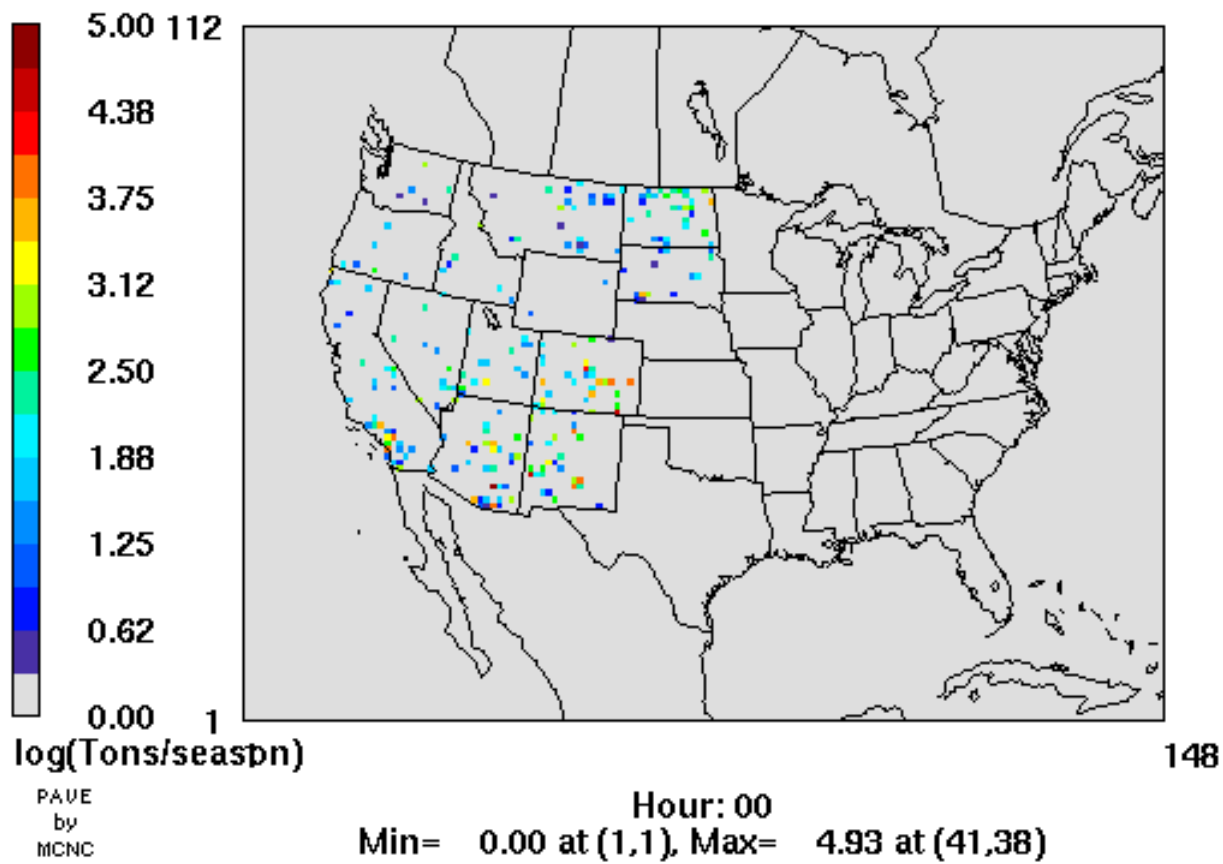 5.00 112
4.38
3.75
3.12
2.50
1.88
1.25
0.62
0.00 1
log(Tons/season) 148
PAVE
by
MCNC
Hour: 00
Min= 0.00 at (1,1), Max= 4.93 at (41,38)